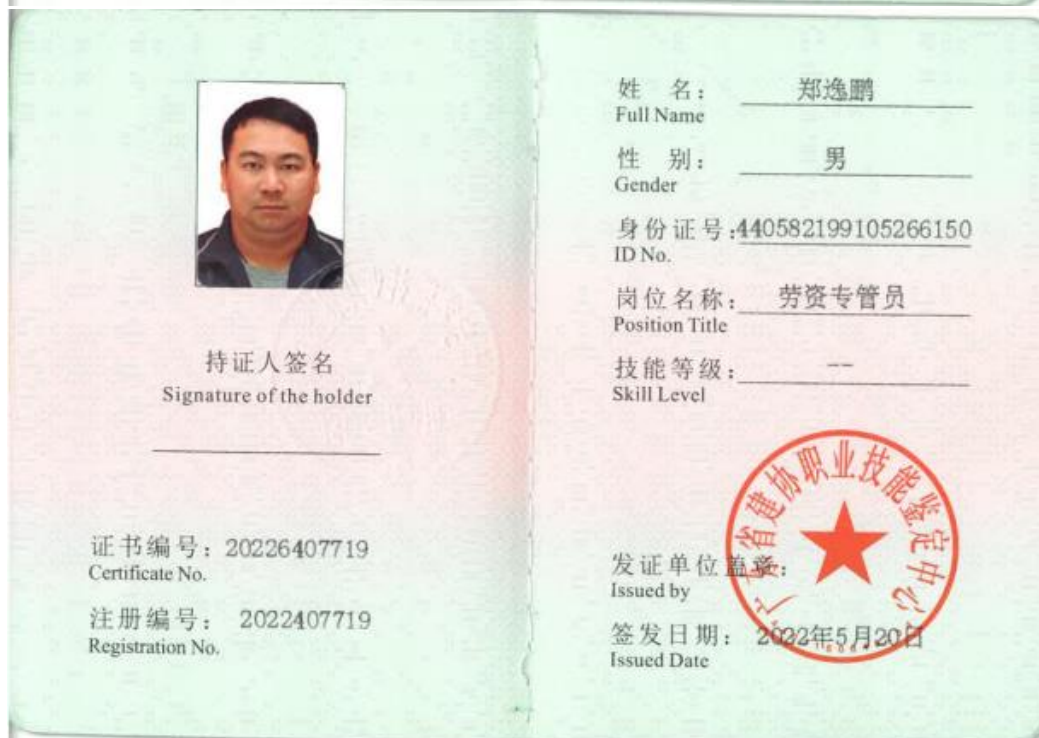 持证人签名
Signature of the holder
证书编号：20226407719
Certificate No.
注册编号： 2022407719
Registration No.
姓 名： 郑逸鹏
Full Name
性 别： 男
Gender
身份证号：440582199105266150
ID No.
岗位名称： 劳资专管员
Position Title
技能等级： --
Skill Level
广东省建协职业技能鉴定中心
发证单位盖章：
Issued by
签发日期： 2022年5月20日
Issued Date